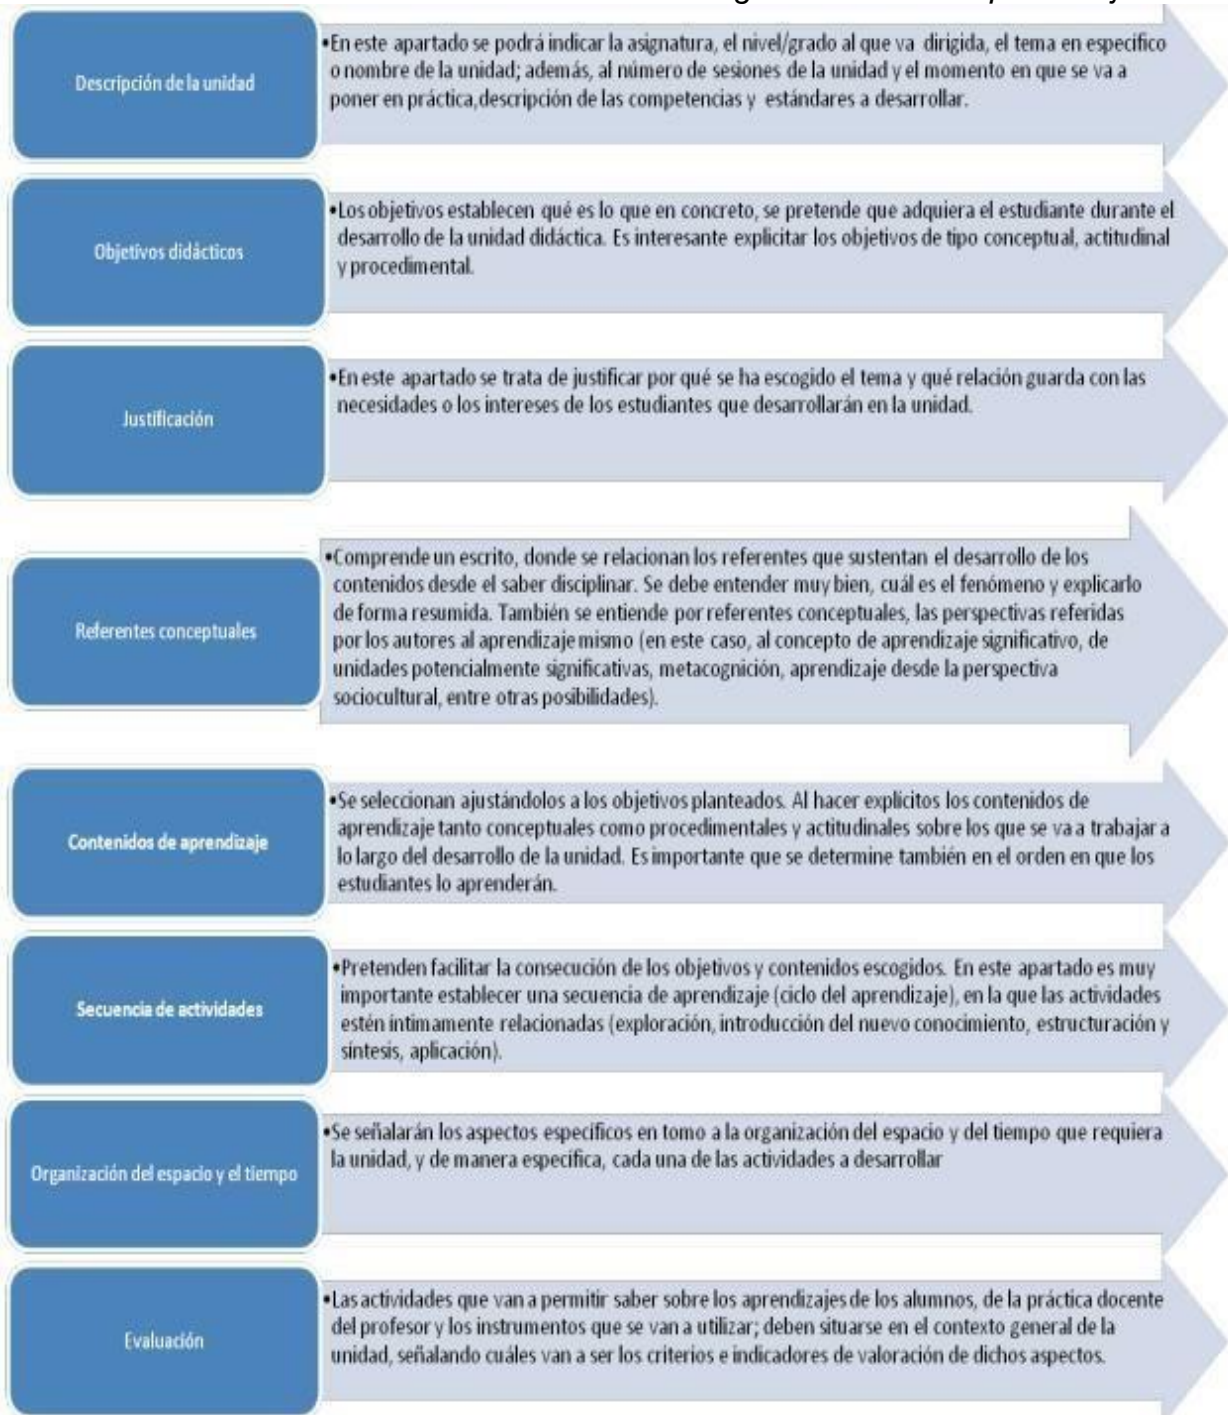 Descripción de la unidad
•En este apartado se podrá indicar la asignatura, el nivel/grado al que va dirigida, el tema en específico
o nombre de la unidad; además, al número de sesiones de la unidad y el momento en que se va a
poner en práctica,descripción de las competencias y estándares a desarrollar.
Objetivos didácticos
•Los objetivos establecen qué es lo que en concreto, se pretende que adquiera el estudiante durante el
desarrollo de la unidad didáctica. Es interesante explicitar los objetivos de tipo conceptual, actitudinal
y procedimental.
Justificación
•En este apartado se trata de justificar por qué se ha escogido el tema y qué relación guarda con las
necesidades o los intereses de los estudiantes que desarrollarán en la unidad.
Referentes conceptuales
•Comprende un escrito, donde se relacionan los referentes que sustentan el desarrollo de los
contenidos desde el saber disciplinar. Se debe entender muy bien, cuál es el fenómeno y explicarlo
de forma resumida. También se entiende por referentes conceptuales, las perspectivas referidas
por los autores al aprendizaje mismo (en este caso, al concepto de aprendizaje significativo, de
unidades potencialmente significativas, metacognición, aprendizaje desde la perspectiva
sociocultural, entre otras posibilidades).
Contenidos de aprendizaje
•Se seleccionan ajustándolos a los objetivos planteados. Al hacer explícitos los contenidos de
aprendizaje tanto conceptuales como procedimentales y actitudinales sobre los que se va a trabajar a
lo largo del desarrollo de la unidad. Es importante que se determine también en el orden en que los
estudiantes lo aprenderán.
Secuencia de actividades
•Pretenden facilitar la consecución de los objetivos y contenidos escogidos. En este apartado es muy
importante establecer una secuencia de aprendizaje (ciclo del aprendizaje), en la que las actividades
estén íntimamente relacionadas (exploración, introducción del nuevo conocimiento, estructuración y
síntesis, aplicación).
Organización del espacio y el tiempo
•Se señalarán los aspectos específicos en torno a la organización del espacio y del tiempo que requiera
la unidad, y de manera específica, cada una de las actividades a desarrollar
Evaluación
•Las actividades que van a permitir saber sobre los aprendizajes de los alumnos, de la práctica docente
del profesor y los instrumentos que se van a utilizar; deben situarse en el contexto general de la
unidad, señalando cuáles van a ser los criterios e indicadores de valoración de dichos aspectos.